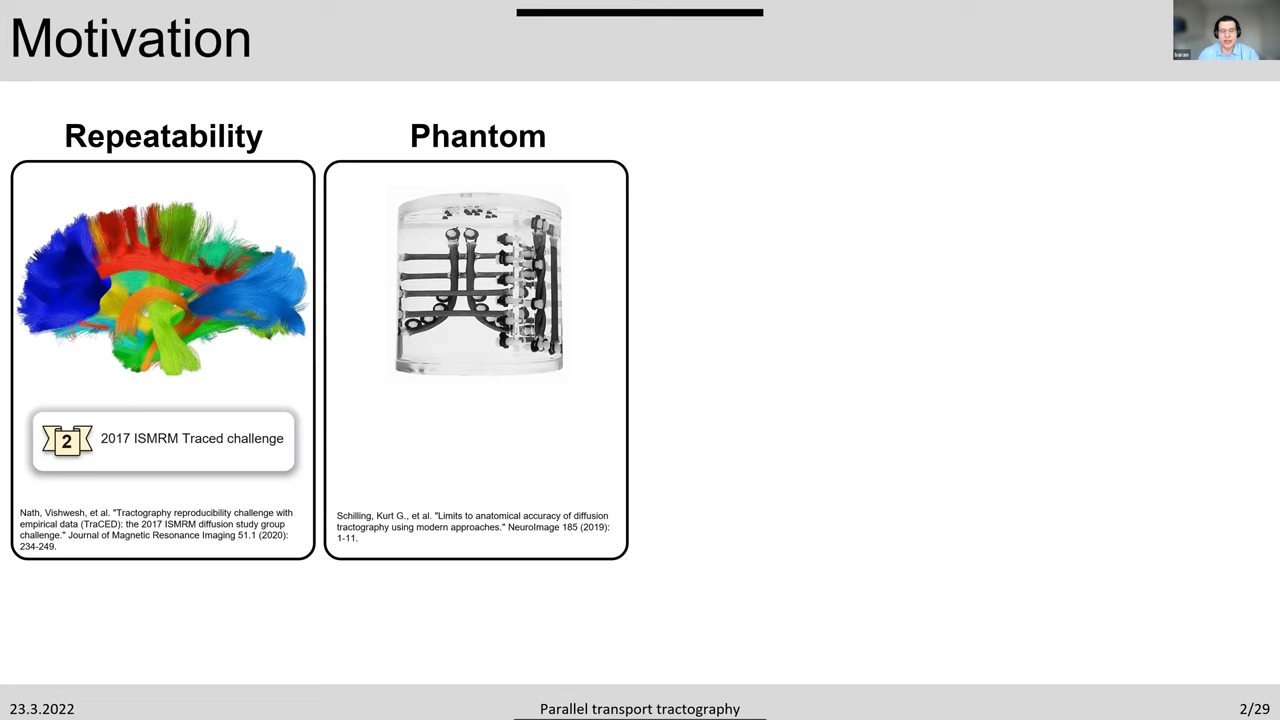 Motivation
baran
Repeatability
Phantom
2
2017 ISMRM Traced challenge
Nath, Vishwesh, et al. "Tractography reproducibility challenge with
empirical data (TraCED): the 2017 ISMRM diffusion study group
challenge." Journal of Magnetic Resonance Imaging 51.1 (2020):
234-249.
Schilling, Kurt G., et al. "Limits to anatomical accuracy of diffusion
tractography using modern approaches." NeuroImage 185 (2019):
1-11.
23.3.2022
Parallel transport tractography
2/29